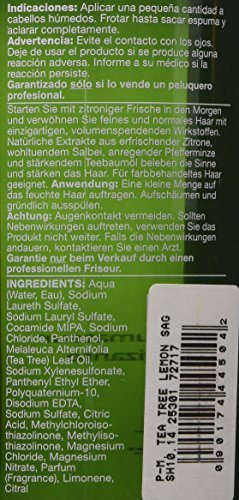 Indicaciones: Aplicar una pequeña cantidad a
cabellos húmedos. Frotar hasta sacar espuma y
aclarar completamente.
Advertencia: Evite el contacto con los ojos.
Deje de usar el producto si se produce alguna
reacción adversa. Informe a su médico si la
reacción persiste.
Garantizado sólo si lo vende un peluquero
profesional.
Starten Sie mit zitroniger Frische in den Morgen
und verwöhnen Sie feines und normales Haar mit
einzigartigen, volumenspendenden Wirkstoffen.
Natürliche Extrakte aus erfrischender Zitrone,
wohltuendem Salbei, anregender Pfefferminze
und stärkendem Teebaumöl beleben die Sinne
und stärken das Haar. Für farbbehandeltes Haar
geeignet. Anwendung: Eine kleine Menge auf
das feuchte Haar auftragen. Aufschäumen und
gründlich ausspülen.
Achtung: Augenkontakt vermeiden. Sollten
Nebenwirkungen auftreten, verwenden Sie das
Produkt nicht weiter. Falls die Nebenwirkungen
andauern, kontaktieren Sie einen Arzt.
Garantie nur beim Verkauf durch einen
professionellen Friseur.
INGREDIENTS: Aqua
(Water, Eau), Sodium
Laureth Sulfate,
Sodium Lauryl Sulfate,
Cocamide MIPA, Sodium
Chloride, Panthenol,
Melaleuca Alternifolia
(Tea Tree) Leaf Oil,
Sodium Xylenesulfonate,
Panthenyl Ethyl Ether,
Polyquaternium-10,
Disodium EDTA,
Sodium Sulfate, Citric
Acid, Methylchloroiso-
thiazolinone, Methyliso-
thiazolinone, Magnesium
Chloride, Magnesium
Nitrate, Parfum
(Fragrance), Limonene,
Citral
P-M. TEA TREE LEMON SAG
SH10.14 25301 72717